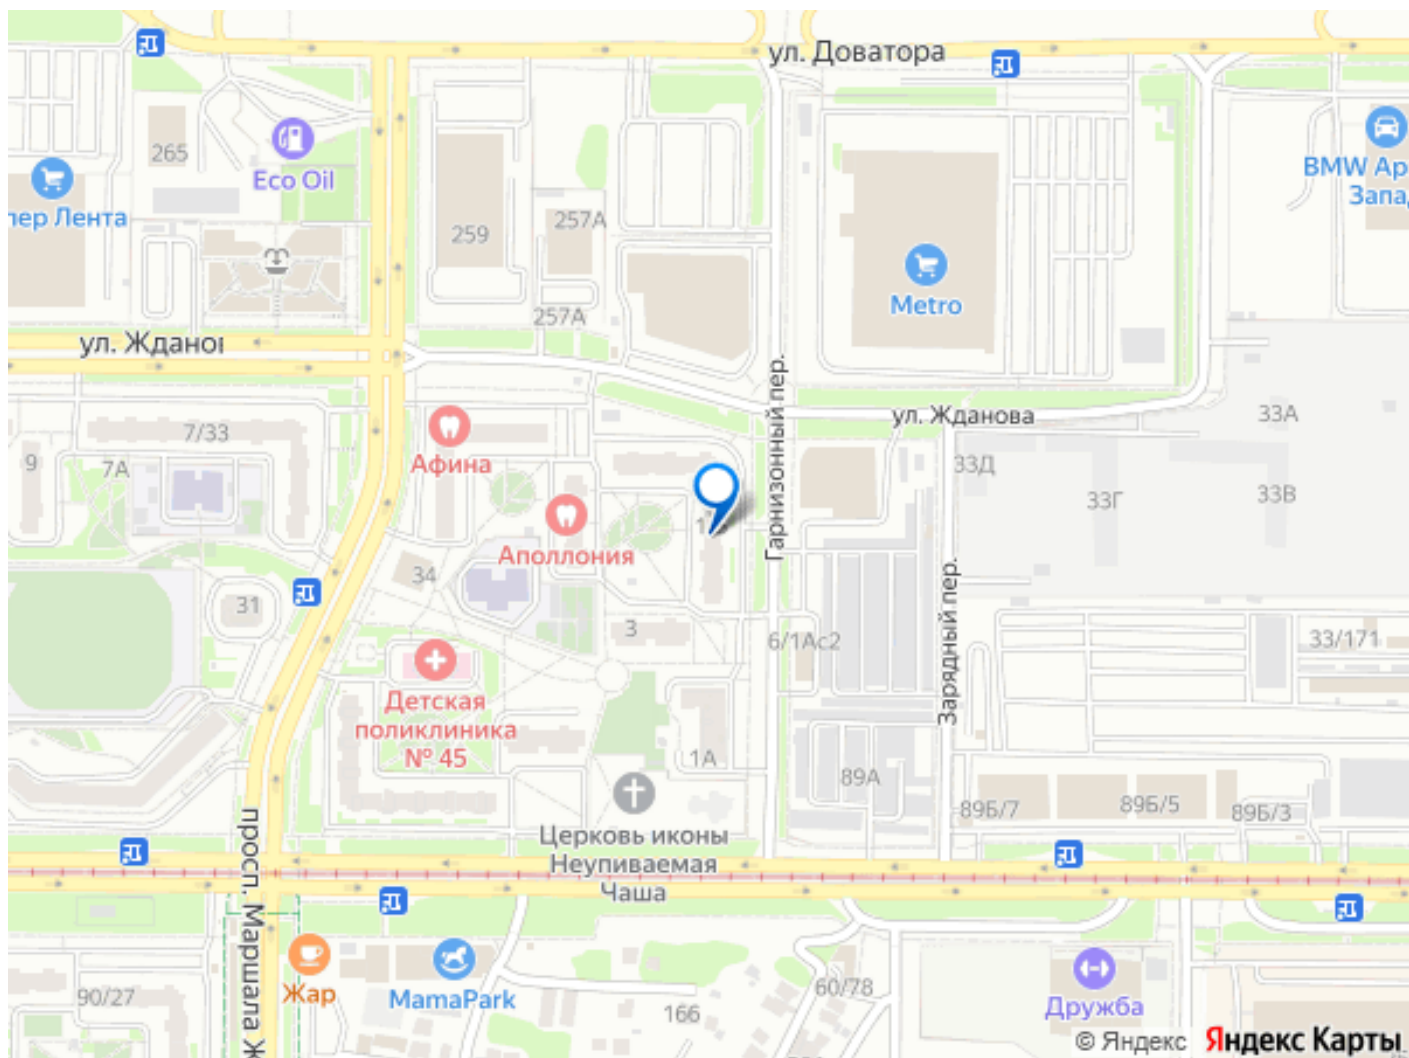 ул. Доватора
265
Eco Oil
BMW Ар
Запад
пер Лента
259
257А
Metro
257А
ул. Жданов
Гарнизонный пер.
ул. Жданова
33А
7/33
9
7А
Афина
33Д
33Г
33В
Аполлония
34
31
3
6/1Ас2
Зарядный пер.
33/171
Детская
поликлиника
№ 45
1А
89А
89Б/7
89Б/5
89Б/3
Церковь иконы
Неупиваемая
Чаша
просп. Маршала Ж
Жар
MamaPark
90/27
166
60/78
Дружба
© Яндекс Яндекс Карты